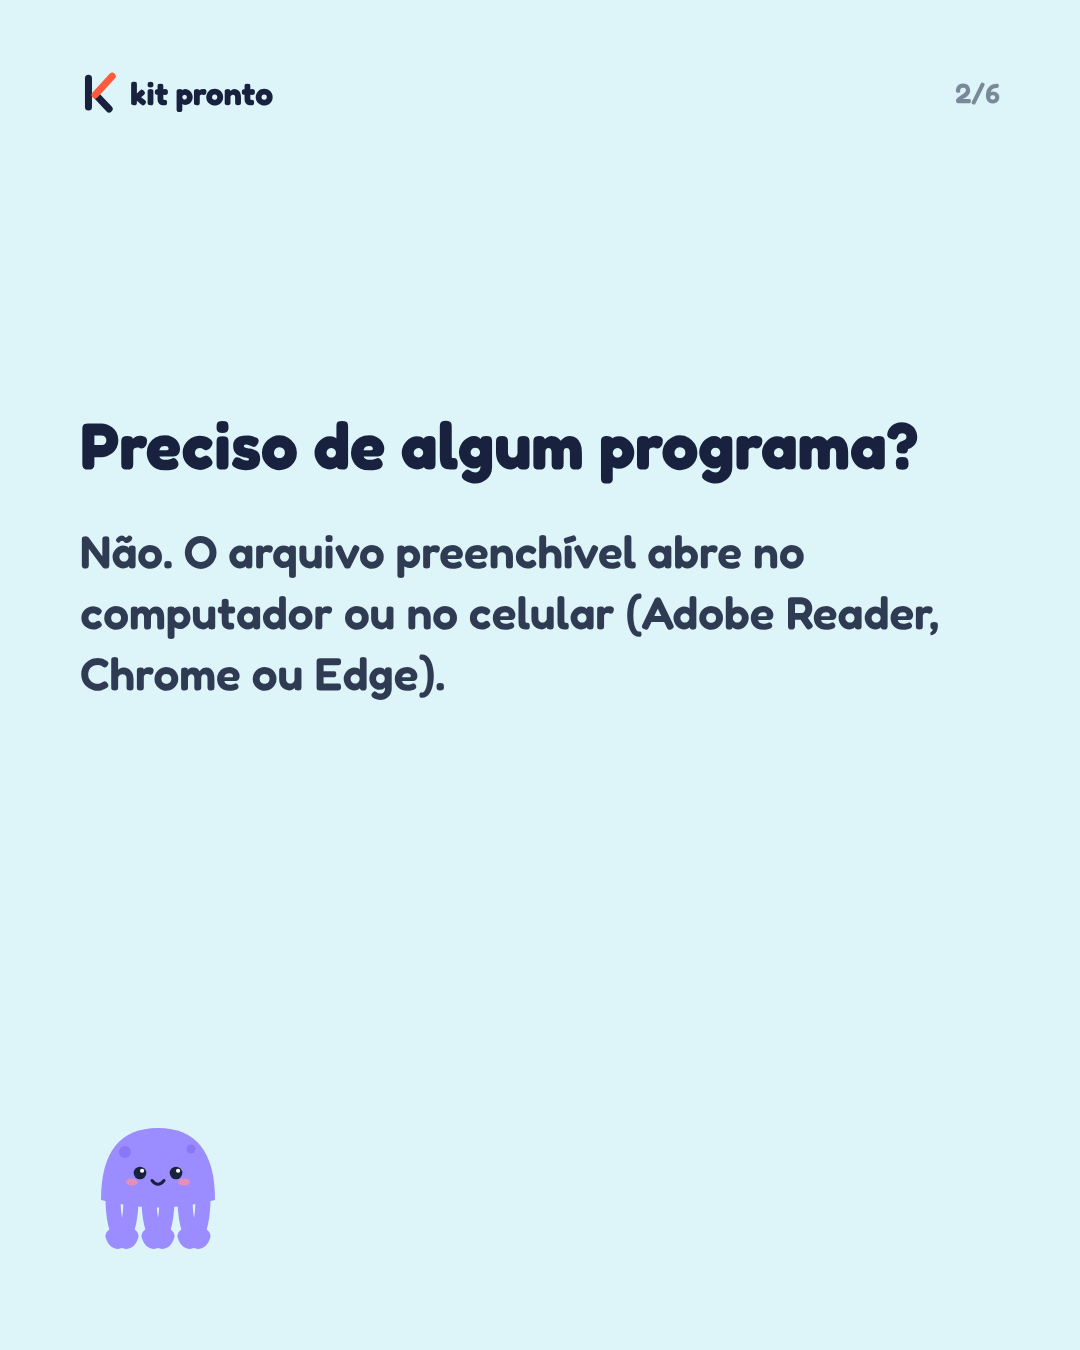 kit pronto
2/6
Preciso de algum programa?
Não. O arquivo preenchível abre no
computador ou no celular (Adobe Reader,
Chrome ou Edge).